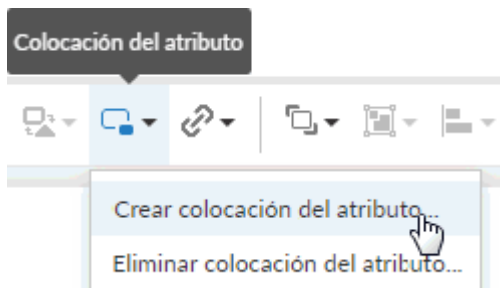 Colocación del atributo
Crear colocación del atributo...
Eliminar colocación del atributo...